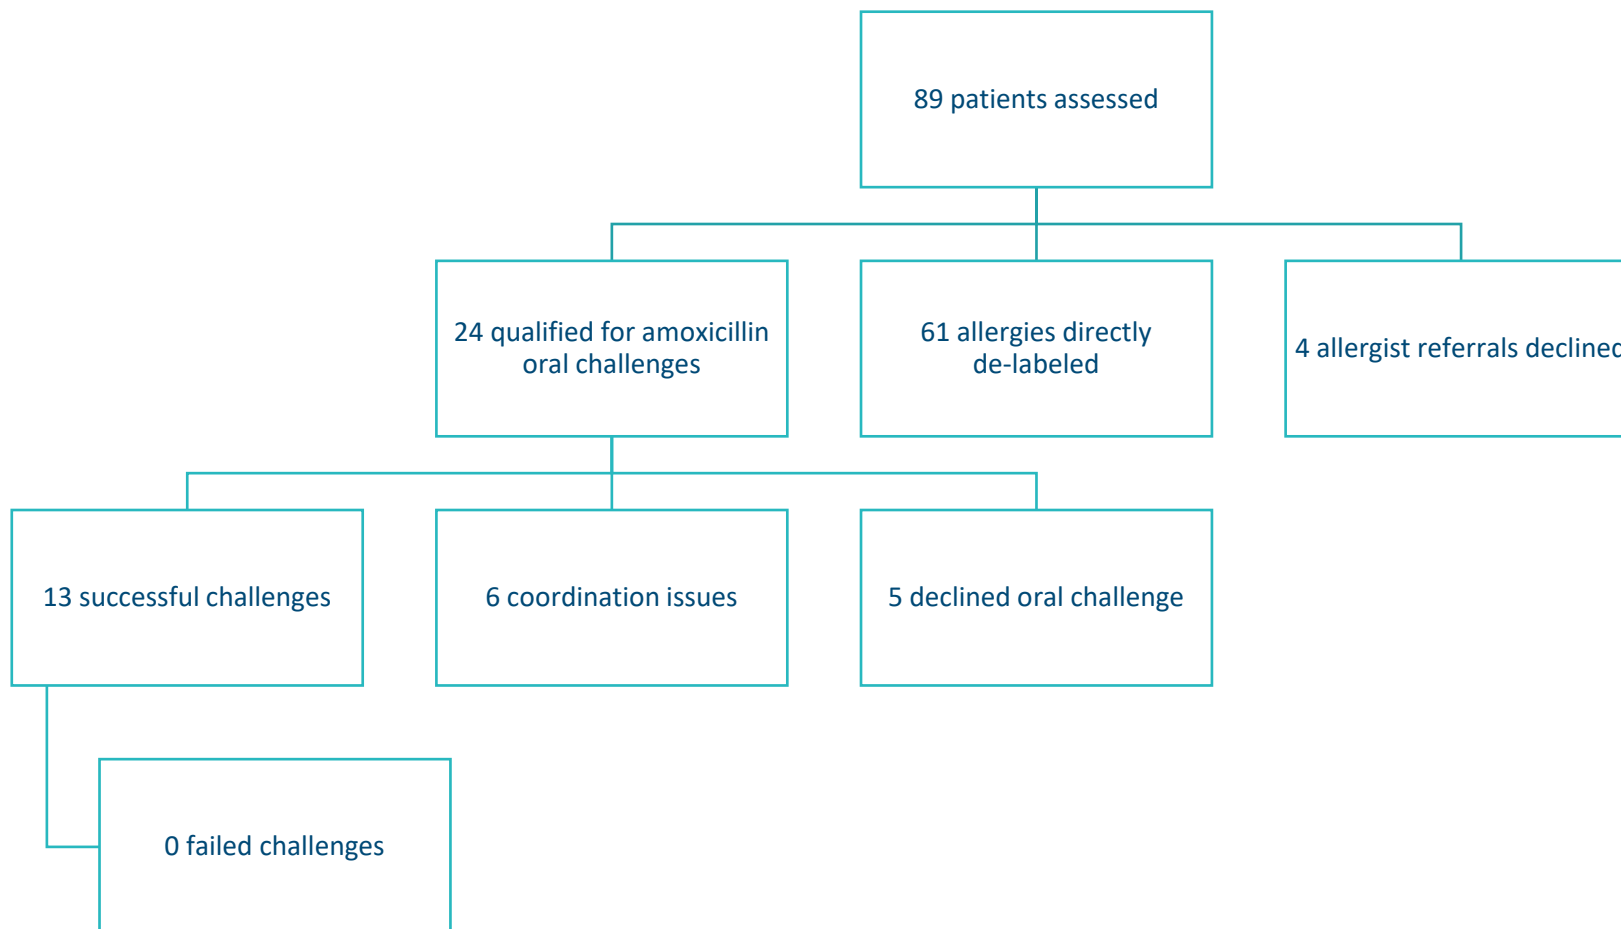 89 patients assessed
24 qualified for amoxicillin
oral challenges
61 allergies directly
de-labeled
4 allergist referrals declined
13 successful challenges
6 coordination issues
5 declined oral challenge
0 failed challenges